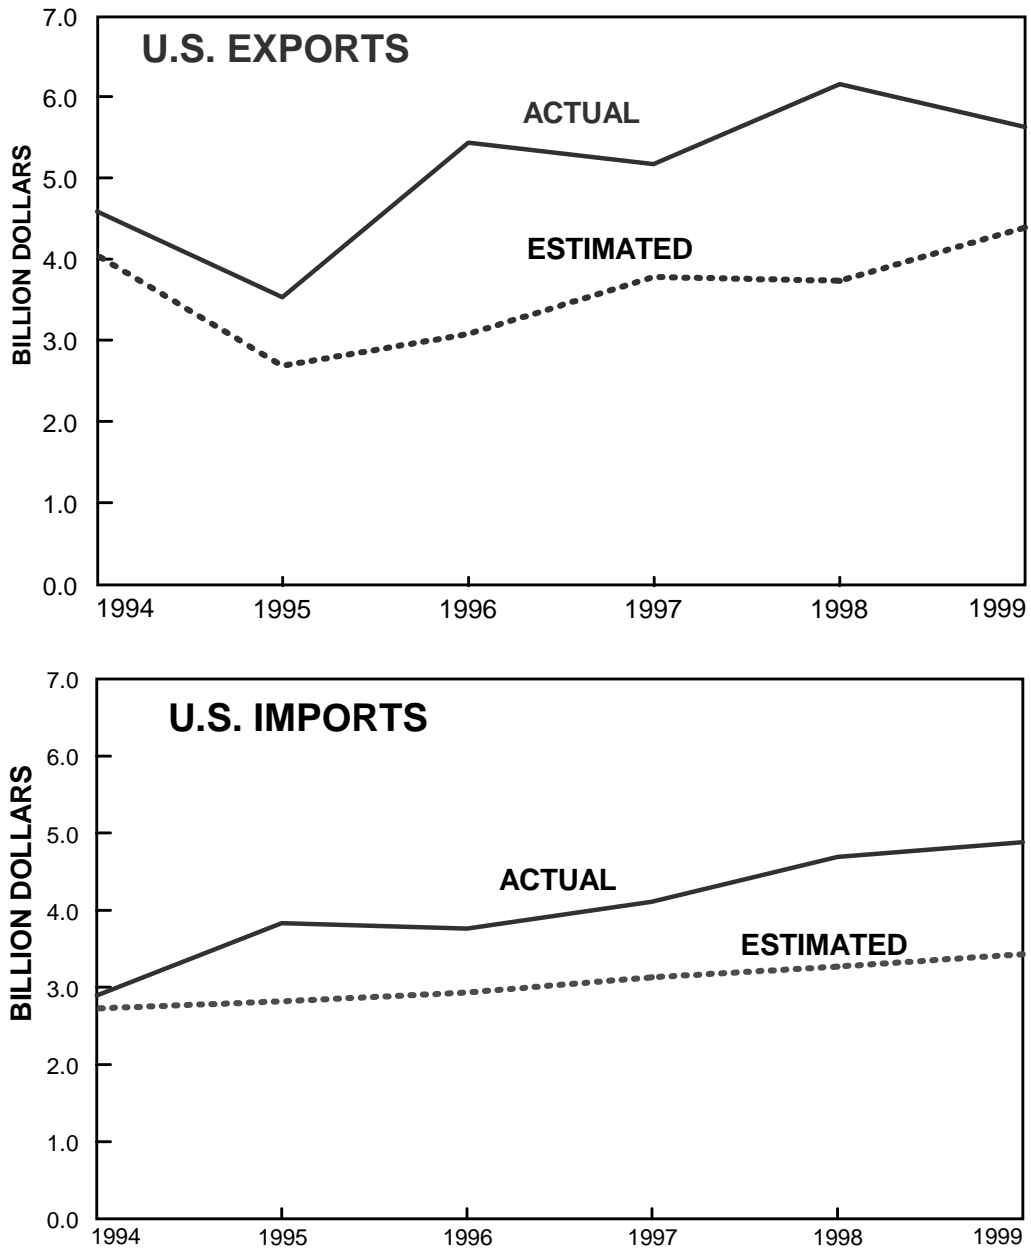 7.0
U.S. EXPORTS
6.0
ACTUAL
5.0
BILLION DOLLARS
ESTIMATED
4.0
3.0
2.0
1.0
0.0
1994 1995 1996 1997 1998 1999
7.0
U.S. IMPORTS
6.0
5.0
BILLION DOLLARS
ACTUAL
4.0
ESTIMATED
3.0
2.0
1.0
0.0
1994 1995 1996 1997 1998 1999